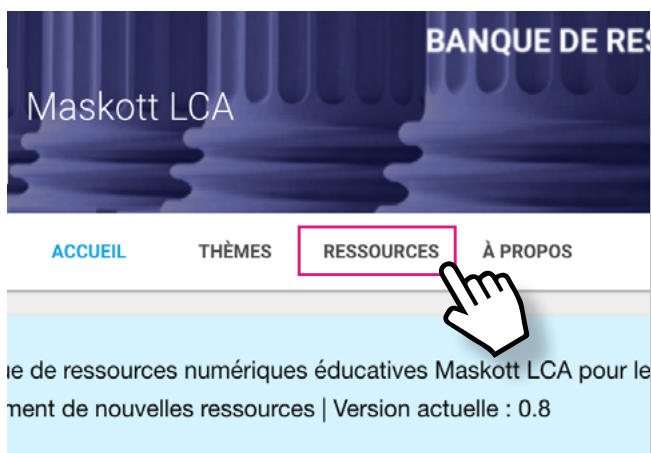 BANQUE DE RES
Maskott LCA
ACCUEIL THÈMES RESSOURCES À PROPOS
ue de ressources numériques éducatives Maskott LCA pour le
ment de nouvelles ressources | Version actuelle : 0.8